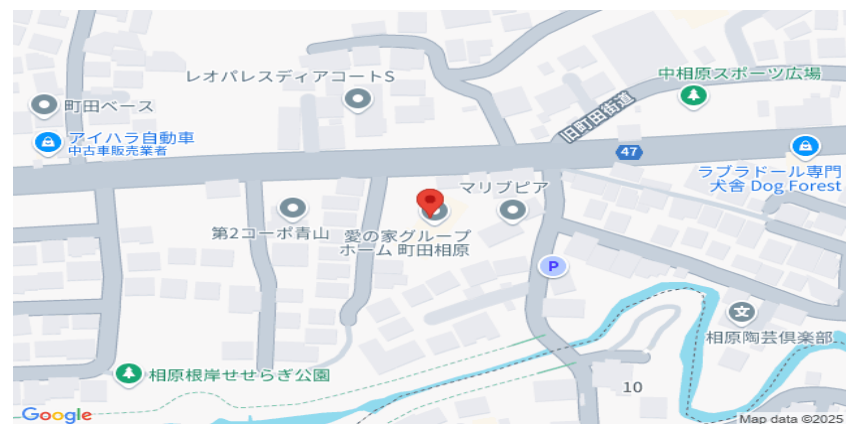 レオパレスディアコートS
中相原スポーツ広場
町田ベース
旧町田街道
アイハラ自動車
中古車販売業者
47
ラブラドール専門
犬舎 Dog Forest
マリブピア
第2コーポ青山
愛の家グループ
ホーム 町田相原
P
文
相原陶芸倶楽部
相原根岸せせらぎ公園
10
Google
Map data ©2025